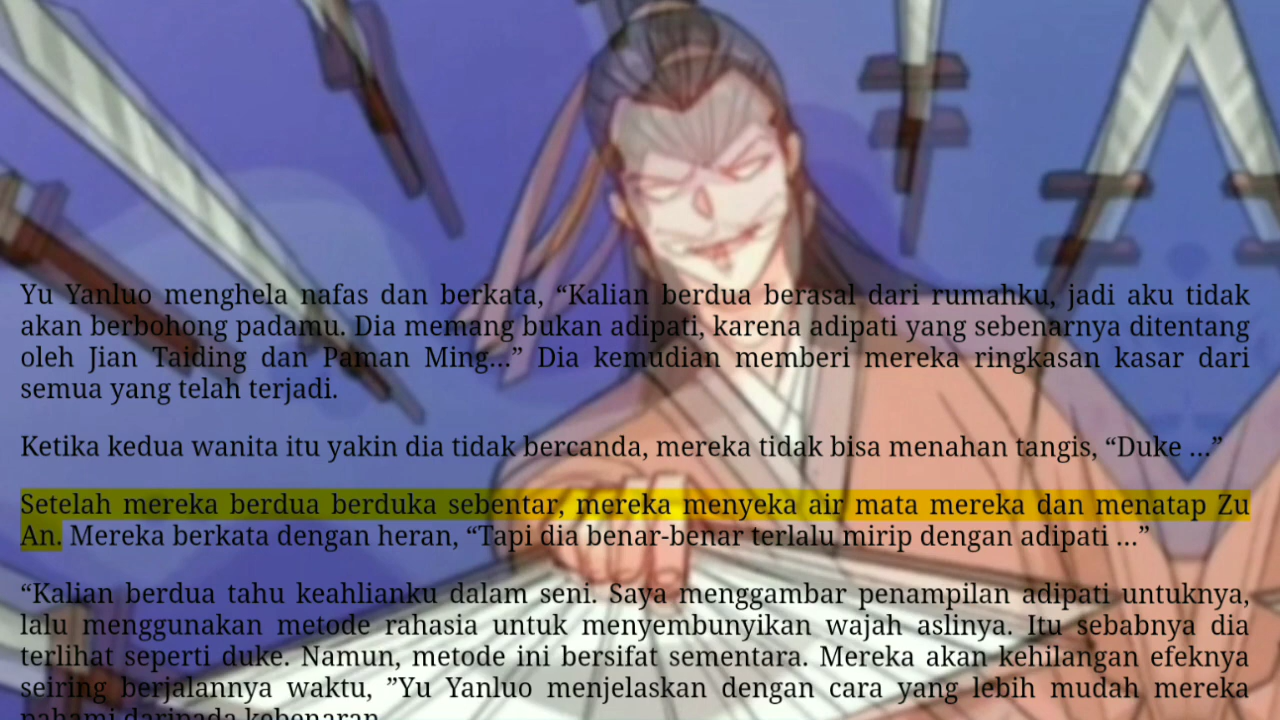 Yu Yanluo menghela nafas dan berkata, “Kalian berdua berasal dari rumahku, jadi aku tidak
akan berbohong padamu. Dia memang bukan adipati, karena adipati yang sebenarnya ditentang
oleh Jian Taiding dan Paman Ming...” Dia kemudian memberi mereka ringkasan kasar dari
semua yang telah terjadi.
Ketika kedua wanita itu yakin dia tidak bercanda, mereka tidak bisa menahan tangis, “Duke ...”
Setelah mereka berdua berduka sebentar, mereka menyeka air mata mereka dan menatap Zu
An. Mereka berkata dengan heran, “Tapi dia benar-benar terlalu mirip dengan adipati ...”
“Kalian berdua tahu keahlianku dalam seni. Saya menggambar penampilan adipati untuknya,
lalu menggunakan metode rahasia untuk menyembunyikan wajah aslinya. Itu sebabnya dia
terlihat seperti duke. Namun, metode ini bersifat sementara. Mereka akan kehilangan efeknya
seiring berjalannya waktu, ”Yu Yanluo menjelaskan dengan cara yang lebih mudah mereka
pahami daripada kebenaran.